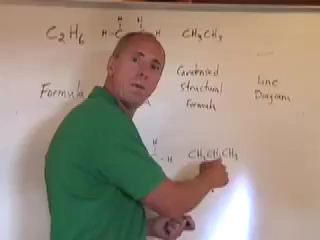 C2H6 H C H CH3CH3
H H
Formula
Condensed
Structural
Formula
Line
Diagram
H
H
CH3CH2CH3